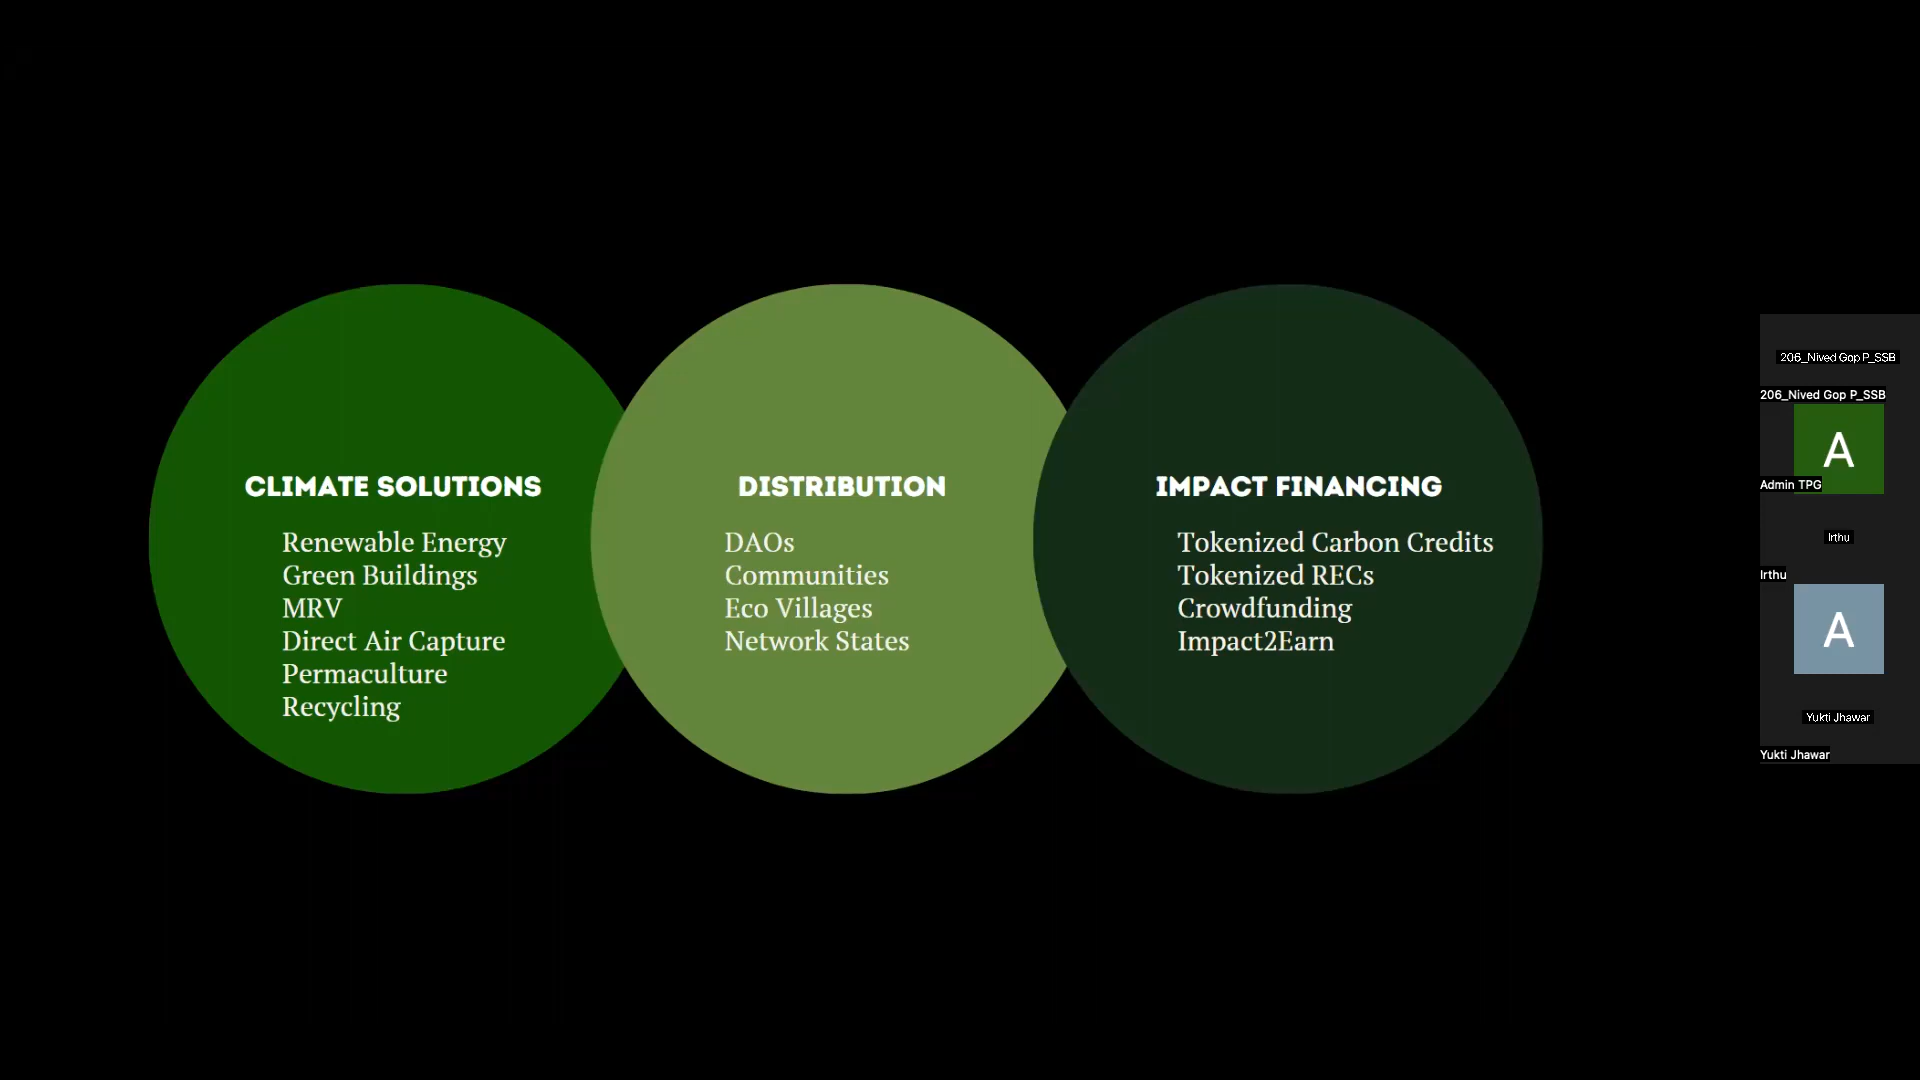 CLIMATE SOLUTIONS
Renewable Energy
Green Buildings
MRV
Direct Air Capture
Permaculture
Recycling
DISTRIBUTION
DAOs
Communities
Eco Villages
Network States
IMPACT FINANCING
Tokenized Carbon Credits
Tokenized RECs
Crowdfunding
Impact2Earn
206_Nived Gop P_SSB
206_Nived Gop P_SSB
A
Admin TPG
Irthu
Irthu
A
Yukti Jhawar
Yukti Jhawar